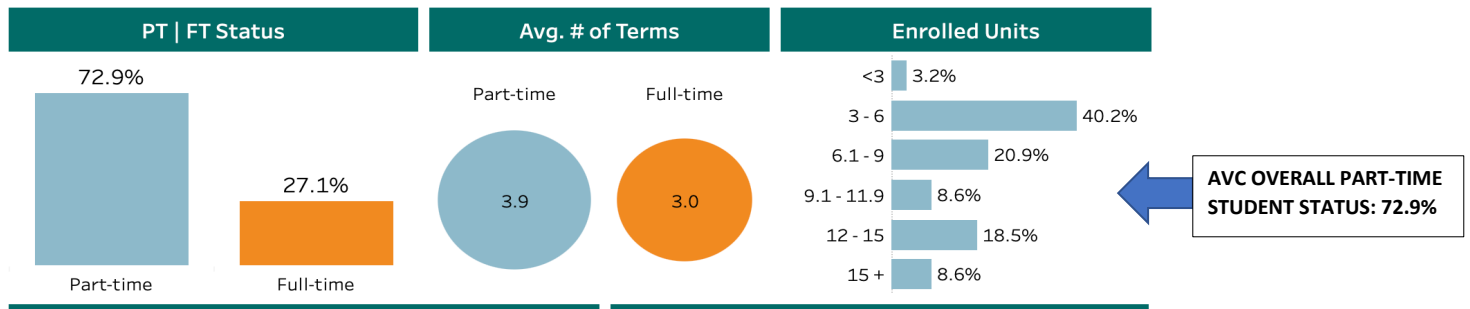 PT | FT Status
72.9%
27.1%
Part-time
Full-time
Avg. # of Terms
Part-time
Full-time
3.9
3.0
Enrolled Units
<3 3.2%
3 - 6 40.2%
6.1 - 9 20.9%
9.1 - 11.9 8.6%
12 - 15 18.5%
15 + 8.6%
AVC OVERALL PART-TIME
STUDENT STATUS: 72.9%